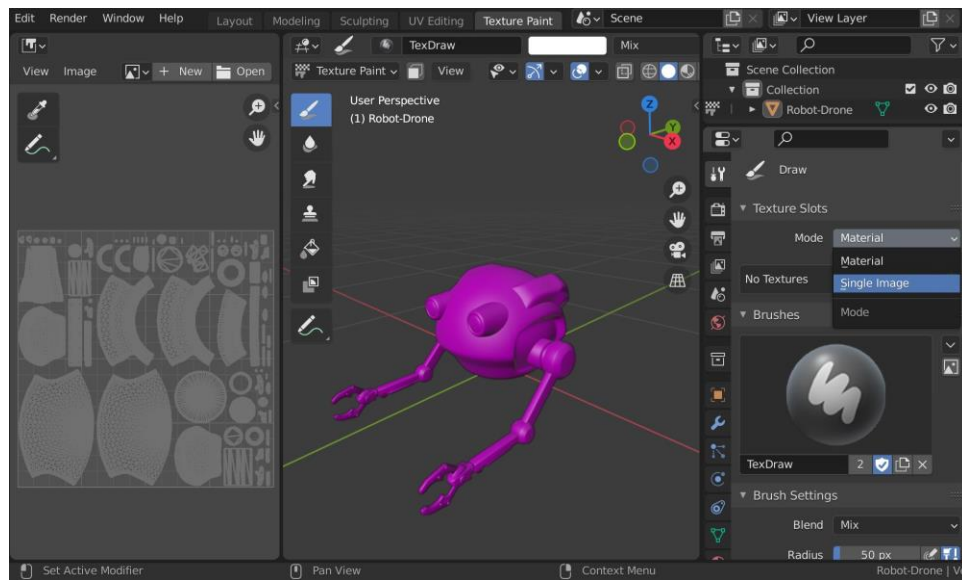 Edit Render Window Help Layout Modeling Sculpting UV Editing Texture Paint Scene View Layer
TexDraw Mix
View Image + New Open
Texture Paint View
User Perspective
(1) Robot-Drone
Z
Y
X
Scene Collection
Collection
Robot-Drone
Draw
Texture Slots
Mode Material
Material
Single Image
Mode
No Textures
Brushes
TexDraw 2
Brush Settings
Blend Mix
Radius 50 px
Set Active Modifier Pan View Context Menu Robot-Drone | V